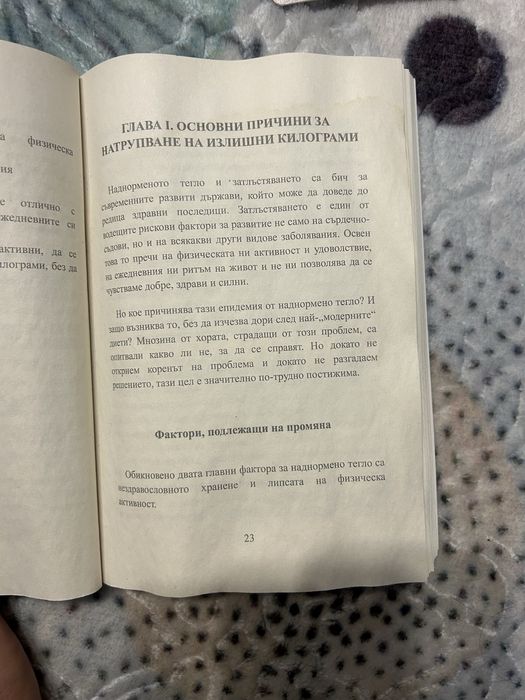 а физическа
ия
е отлично с
ежедневните си
активни, да се
лограми, без да
ГЛАВА I. ОСНОВНИ ПРИЧИНИ ЗА
НАТРУПВАНЕ НА ИЗЛИШНИ КИЛОГРАМИ
Наднорменото тегло и затлъстяването са бич за
съвременните развити държави, който може да доведе до
редица здравни последици. Затлъстяването е един от
водещите рискови фактори за развитие не само на сърдечно-
съдови, но и на всякакви други видове заболявания. Освен
това то пречи на физическата ни активност и удоволствие,
на ежедневния ни ритъм на живот и не ни позволява да се
чувстваме добре, здрави и силни.
Но кое причинява тази епидемия от наднормено тегло? И
защо възниква то, без да изчезва дори след най-„модерните“
диети? Мнозина от хората, страдащи от този проблем, са
опитвали какво ли не, за да се справят. Но докато не
открием коренът на проблема и докато не разгадаем
решението, тази цел е значително по-трудно постижима.
Фактори, подлежащи на промяна
Обикновено двата главни фактора за наднормено тегло са
нездравословното хранене и липсата на физическа
активност.
23